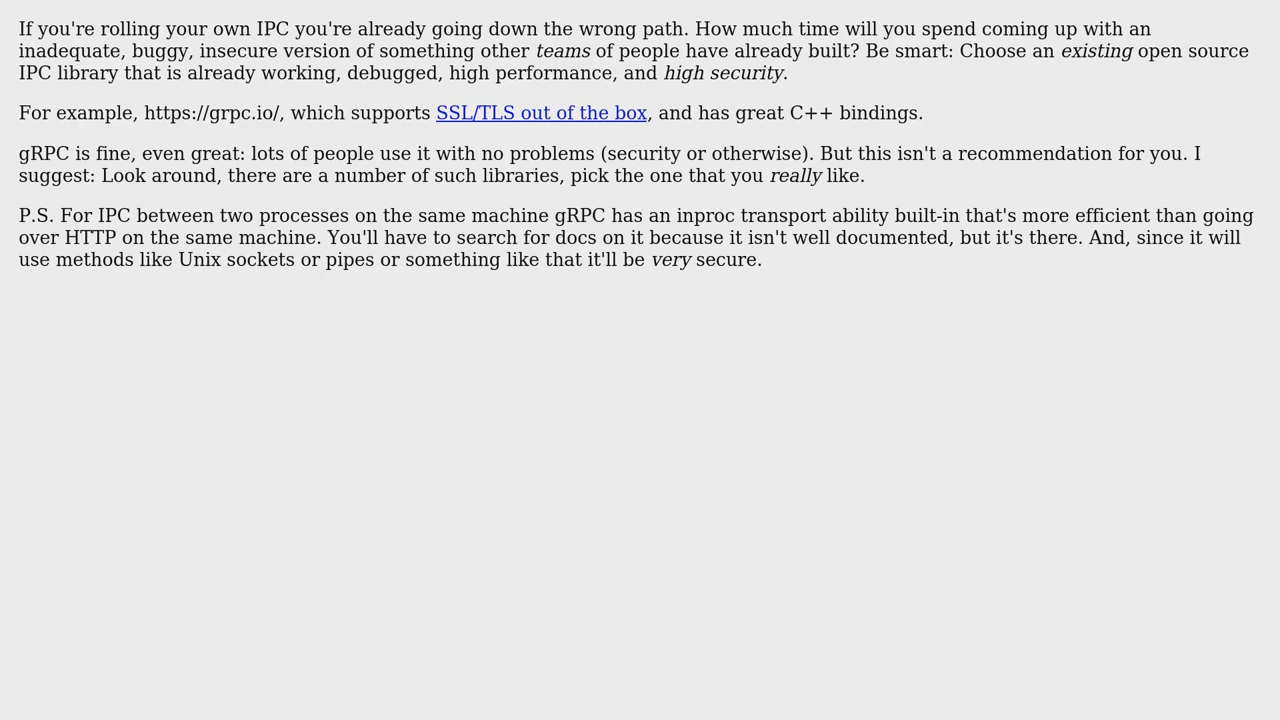 If you're rolling your own IPC you're already going down the wrong path. How much time will you spend coming up with an
inadequate, buggy, insecure version of something other teams of people have already built? Be smart: Choose an existing open source
IPC library that is already working, debugged, high performance, and high security.
For example, https://grpc.io/, which supports SSL/TLS out of the box, and has great C++ bindings.
gRPC is fine, even great: lots of people use it with no problems (security or otherwise). But this isn't a recommendation for you. I
suggest: Look around, there are a number of such libraries, pick the one that you really like.
P.S. For IPC between two processes on the same machine gRPC has an inproc transport ability built-in that's more efficient than going
over HTTP on the same machine. You'll have to search for docs on it because it isn't well documented, but it's there. And, since it will
use methods like Unix sockets or pipes or something like that it'll be very secure.